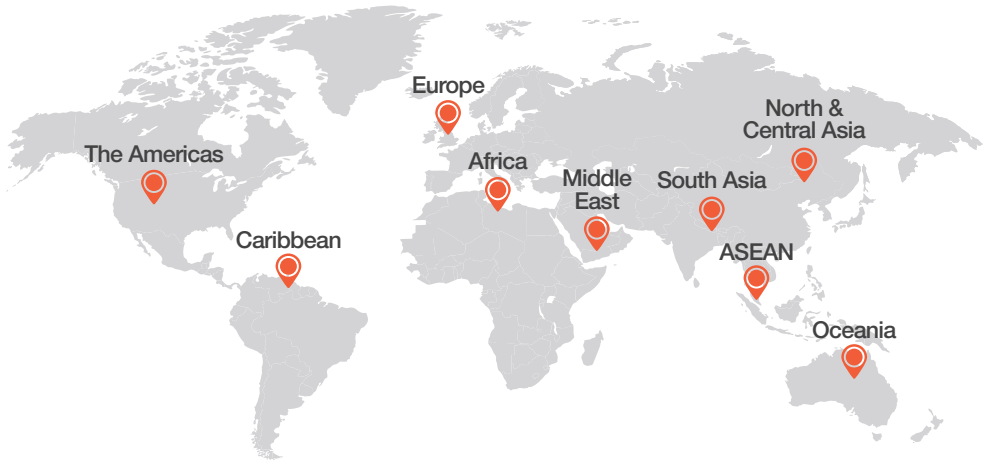 Europe
North &
Central Asia
The Americas
Africa
Middle
East
South Asia
Caribbean
ASEAN
Oceania